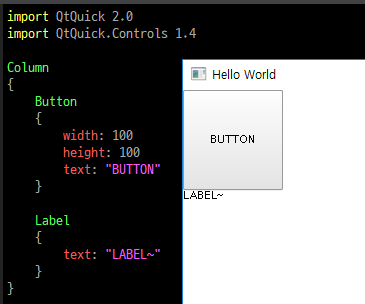 import QtQuick 2.0
import QtQuick.Controls 1.4
Column
{
    Button
    {
        width: 100
        height: 100
        text: "BUTTON"
    }
    Label
    {
        text: "LABEL~"
    }
}
Hello World
BUTTON
LABEL~